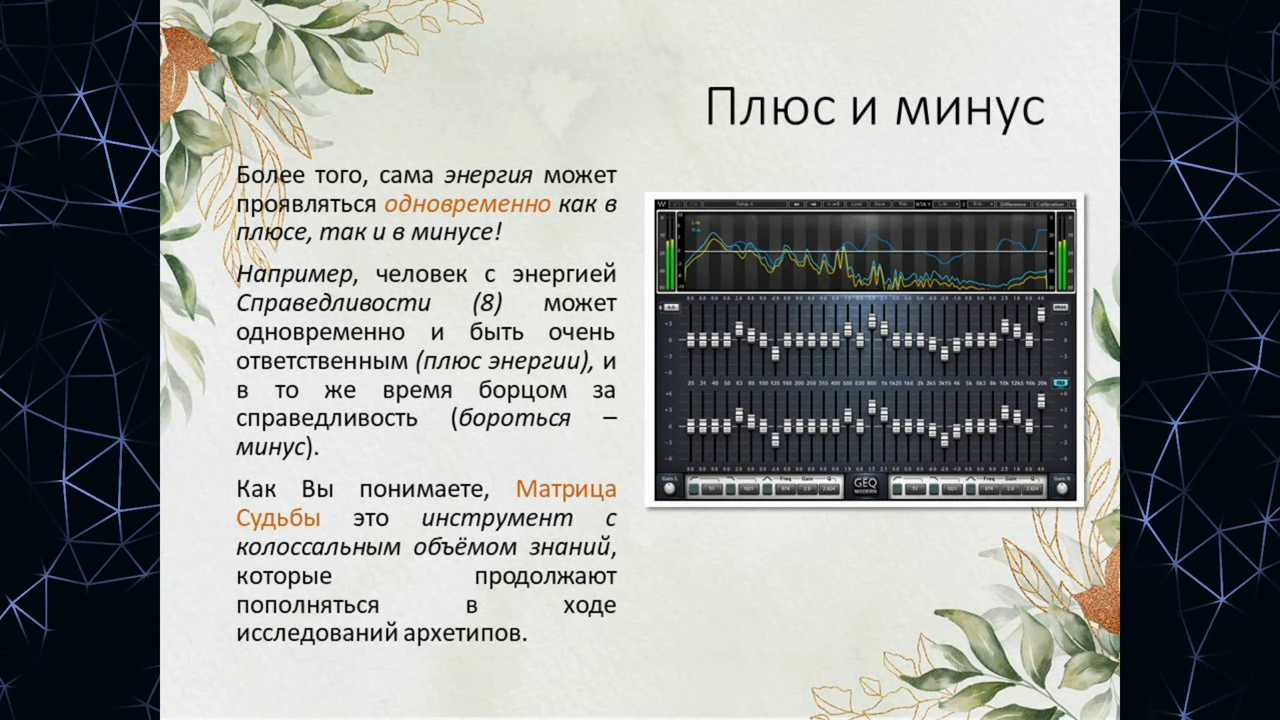 Плюс и минус
Более того, сама энергия может
проявляться одновременно как в
плюсе, так и в минусе!
Например, человек с энергией
Справедливости (8) может
одновременно и быть очень
ответственным (плюс энергии), и
в то же время борцом за
справедливость (бороться –
минус).
Как Вы понимаете, Матрица
Судьбы это инструмент с
колоссальным объёмом знаний,
которые продолжают
пополняться в ходе
исследований архетипов.
GEQ
MODERN